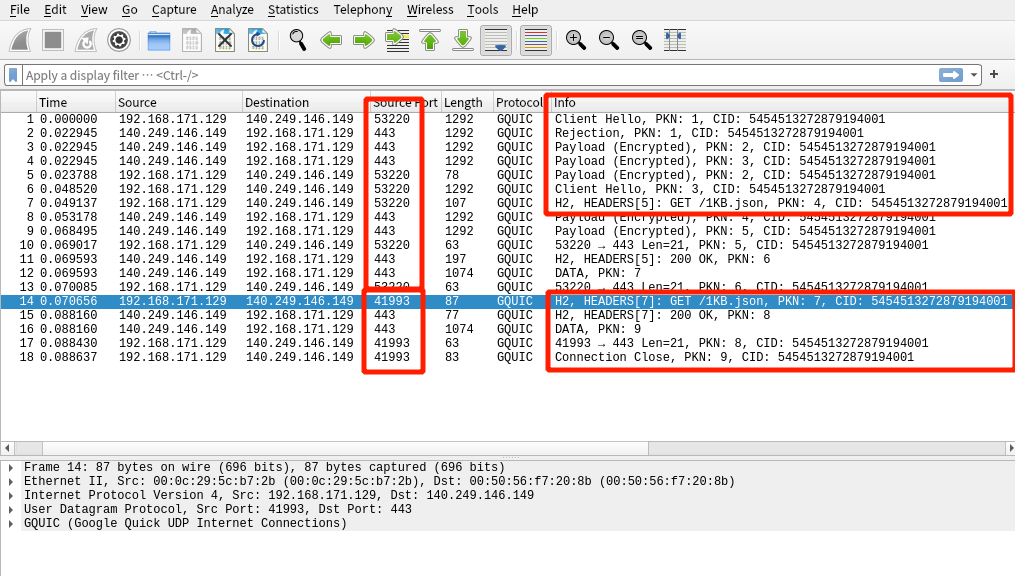 File Edit View Go Capture Analyze Statistics Telephony Wireless Tools Help
Apply a display filter ··· <Ctrl-/>
Time Source Destination Source Port Length Protocol Info
1 0.000000 192.168.171.129 140.249.146.149 53220 1292 GQUIC Client Hello, PKN: 1, CID: 5454513272879194001
2 0.022945 140.249.146.149 192.168.171.129 443 1292 GQUIC Rejection, PKN: 1, CID: 5454513272879194001
3 0.022945 140.249.146.149 192.168.171.129 443 1292 GQUIC Payload (Encrypted), PKN: 2, CID: 5454513272879194001
4 0.022945 140.249.146.149 192.168.171.129 443 1292 GQUIC Payload (Encrypted), PKN: 3, CID: 5454513272879194001
5 0.023788 192.168.171.129 140.249.146.149 53220 78 GQUIC Payload (Encrypted), PKN: 2, CID: 5454513272879194001
6 0.048520 192.168.171.129 140.249.146.149 53220 1292 GQUIC Client Hello, PKN: 3, CID: 5454513272879194001
7 0.049137 192.168.171.129 140.249.146.149 53220 107 GQUIC H2, HEADERS[5]: GET /1KB.json, PKN: 4, CID: 5454513272879194001
8 0.053178 140.249.146.149 192.168.171.129 443 1292 GQUIC Payload (Encrypted), PKN: 4, CID: 5454513272879194001
9 0.068495 140.249.146.149 192.168.171.129 443 1292 GQUIC Payload (Encrypted), PKN: 5, CID: 5454513272879194001
10 0.069017 192.168.171.129 140.249.146.149 53220 63 GQUIC 53220 → 443 Len=21, PKN: 5, CID: 5454513272879194001
11 0.069593 140.249.146.149 192.168.171.129 443 197 GQUIC H2, HEADERS[5]: 200 OK, PKN: 6
12 0.069593 140.249.146.149 192.168.171.129 443 1074 GQUIC DATA, PKN: 7
13 0.070085 192.168.171.129 140.249.146.149 53220 63 GQUIC 53220 → 443 Len=21, PKN: 6, CID: 5454513272879194001
14 0.070656 192.168.171.129 140.249.146.149 41993 87 GQUIC H2, HEADERS[7]: GET /1KB.json, PKN: 7, CID: 5454513272879194001
15 0.088160 140.249.146.149 192.168.171.129 443 77 GQUIC H2, HEADERS[7]: 200 OK, PKN: 8
16 0.088160 140.249.146.149 192.168.171.129 443 1074 GQUIC DATA, PKN: 9
17 0.088430 192.168.171.129 140.249.146.149 41993 63 GQUIC 41993 → 443 Len=21, PKN: 8, CID: 5454513272879194001
18 0.088637 192.168.171.129 140.249.146.149 41993 83 GQUIC Connection Close, PKN: 9, CID: 5454513272879194001
Frame 14: 87 bytes on wire (696 bits), 87 bytes captured (696 bits)
Ethernet II, Src: 00:0c:29:5c:b7:2b (00:0c:29:5c:b7:2b), Dst: 00:50:56:f7:20:8b (00:50:56:f7:20:8b)
Internet Protocol Version 4, Src: 192.168.171.129, Dst: 140.249.146.149
User Datagram Protocol, Src Port: 41993, Dst Port: 443
GQUIC (Google Quick UDP Internet Connections)